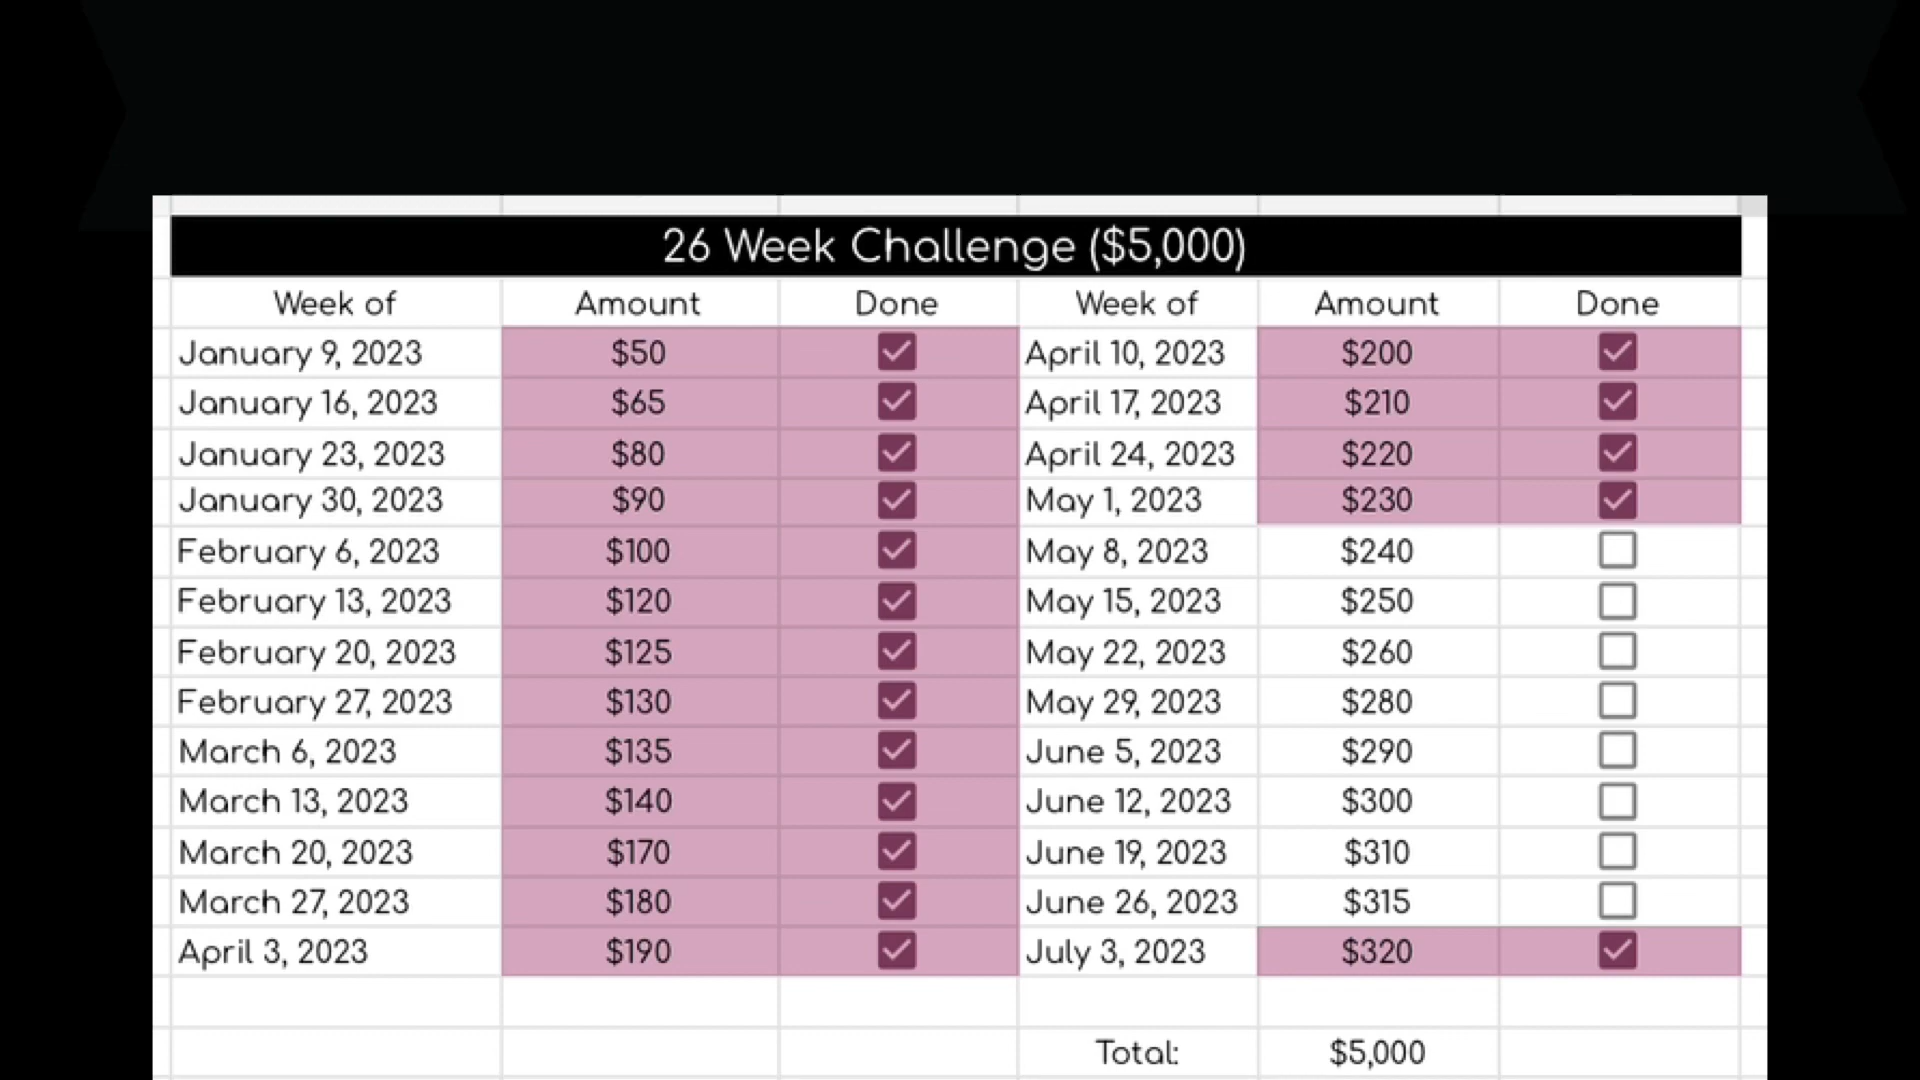 26 Week Challenge ($5,000)
Week of Amount Done Week of Amount Done
January 9, 2023 $50 April 10, 2023 $200
January 16, 2023 $65 April 17, 2023 $210
January 23, 2023 $80 April 24, 2023 $220
January 30, 2023 $90 May 1, 2023 $230
February 6, 2023 $100 May 8, 2023 $240
February 13, 2023 $120 May 15, 2023 $250
February 20, 2023 $125 May 22, 2023 $260
February 27, 2023 $130 May 29, 2023 $280
March 6, 2023 $135 June 5, 2023 $290
March 13, 2023 $140 June 12, 2023 $300
March 20, 2023 $170 June 19, 2023 $310
March 27, 2023 $180 June 26, 2023 $315
April 3, 2023 $190 July 3, 2023 $320
Total: $5,000